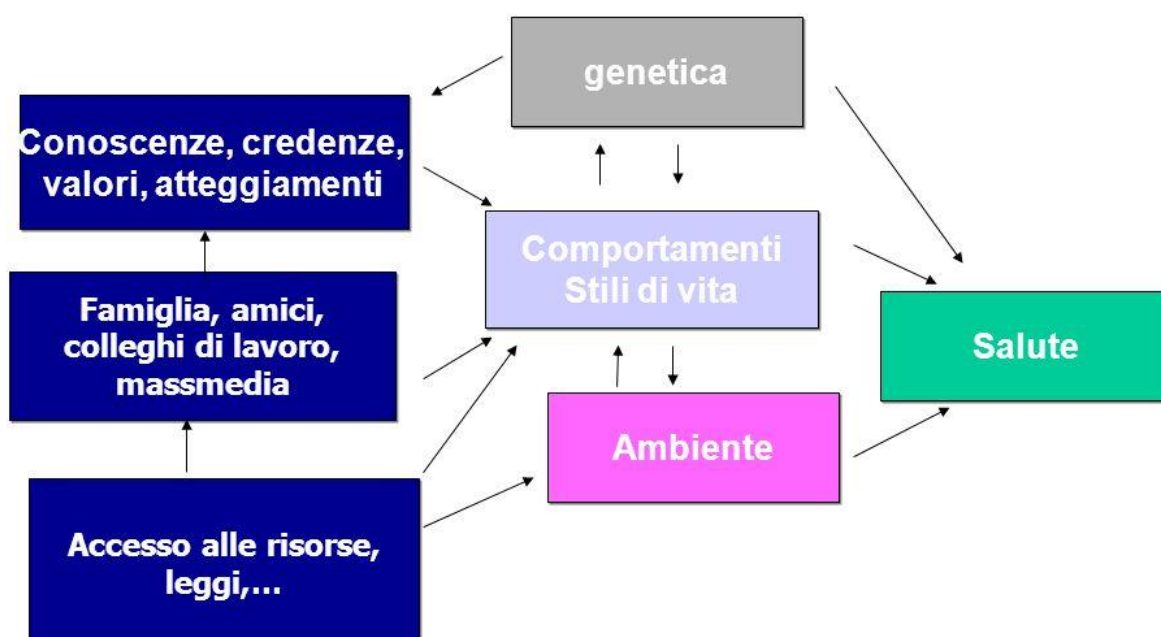 genetica
Conoscenze, credenze,
valori, atteggiamenti
Comportamenti
Stili di vita
Famiglia, amici,
colleghi di lavoro,
massmedia
Salute
Ambiente
Accesso alle risorse,
leggi,...